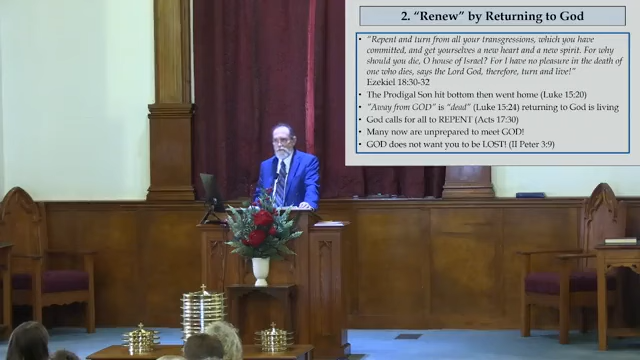 2. “Renew” by Returning to God
• “Repent and turn from all your transgressions, which you have
committed, and get yourselves a new heart and a new spirit. For why
should you die, O house of Israel? For I have no pleasure in the death of
one who dies, says the Lord God, therefore, turn and live!”
Ezekiel 18:30-32
• The Prodigal Son hit bottom then went home (Luke 15:20)
• “Away from GOD” is “dead” (Luke 15:24) returning to God is living
• God calls for all to REPENT (Acts 17:30)
• Many now are unprepared to meet GOD!
• GOD does not want you to be LOST! (II Peter 3:9)